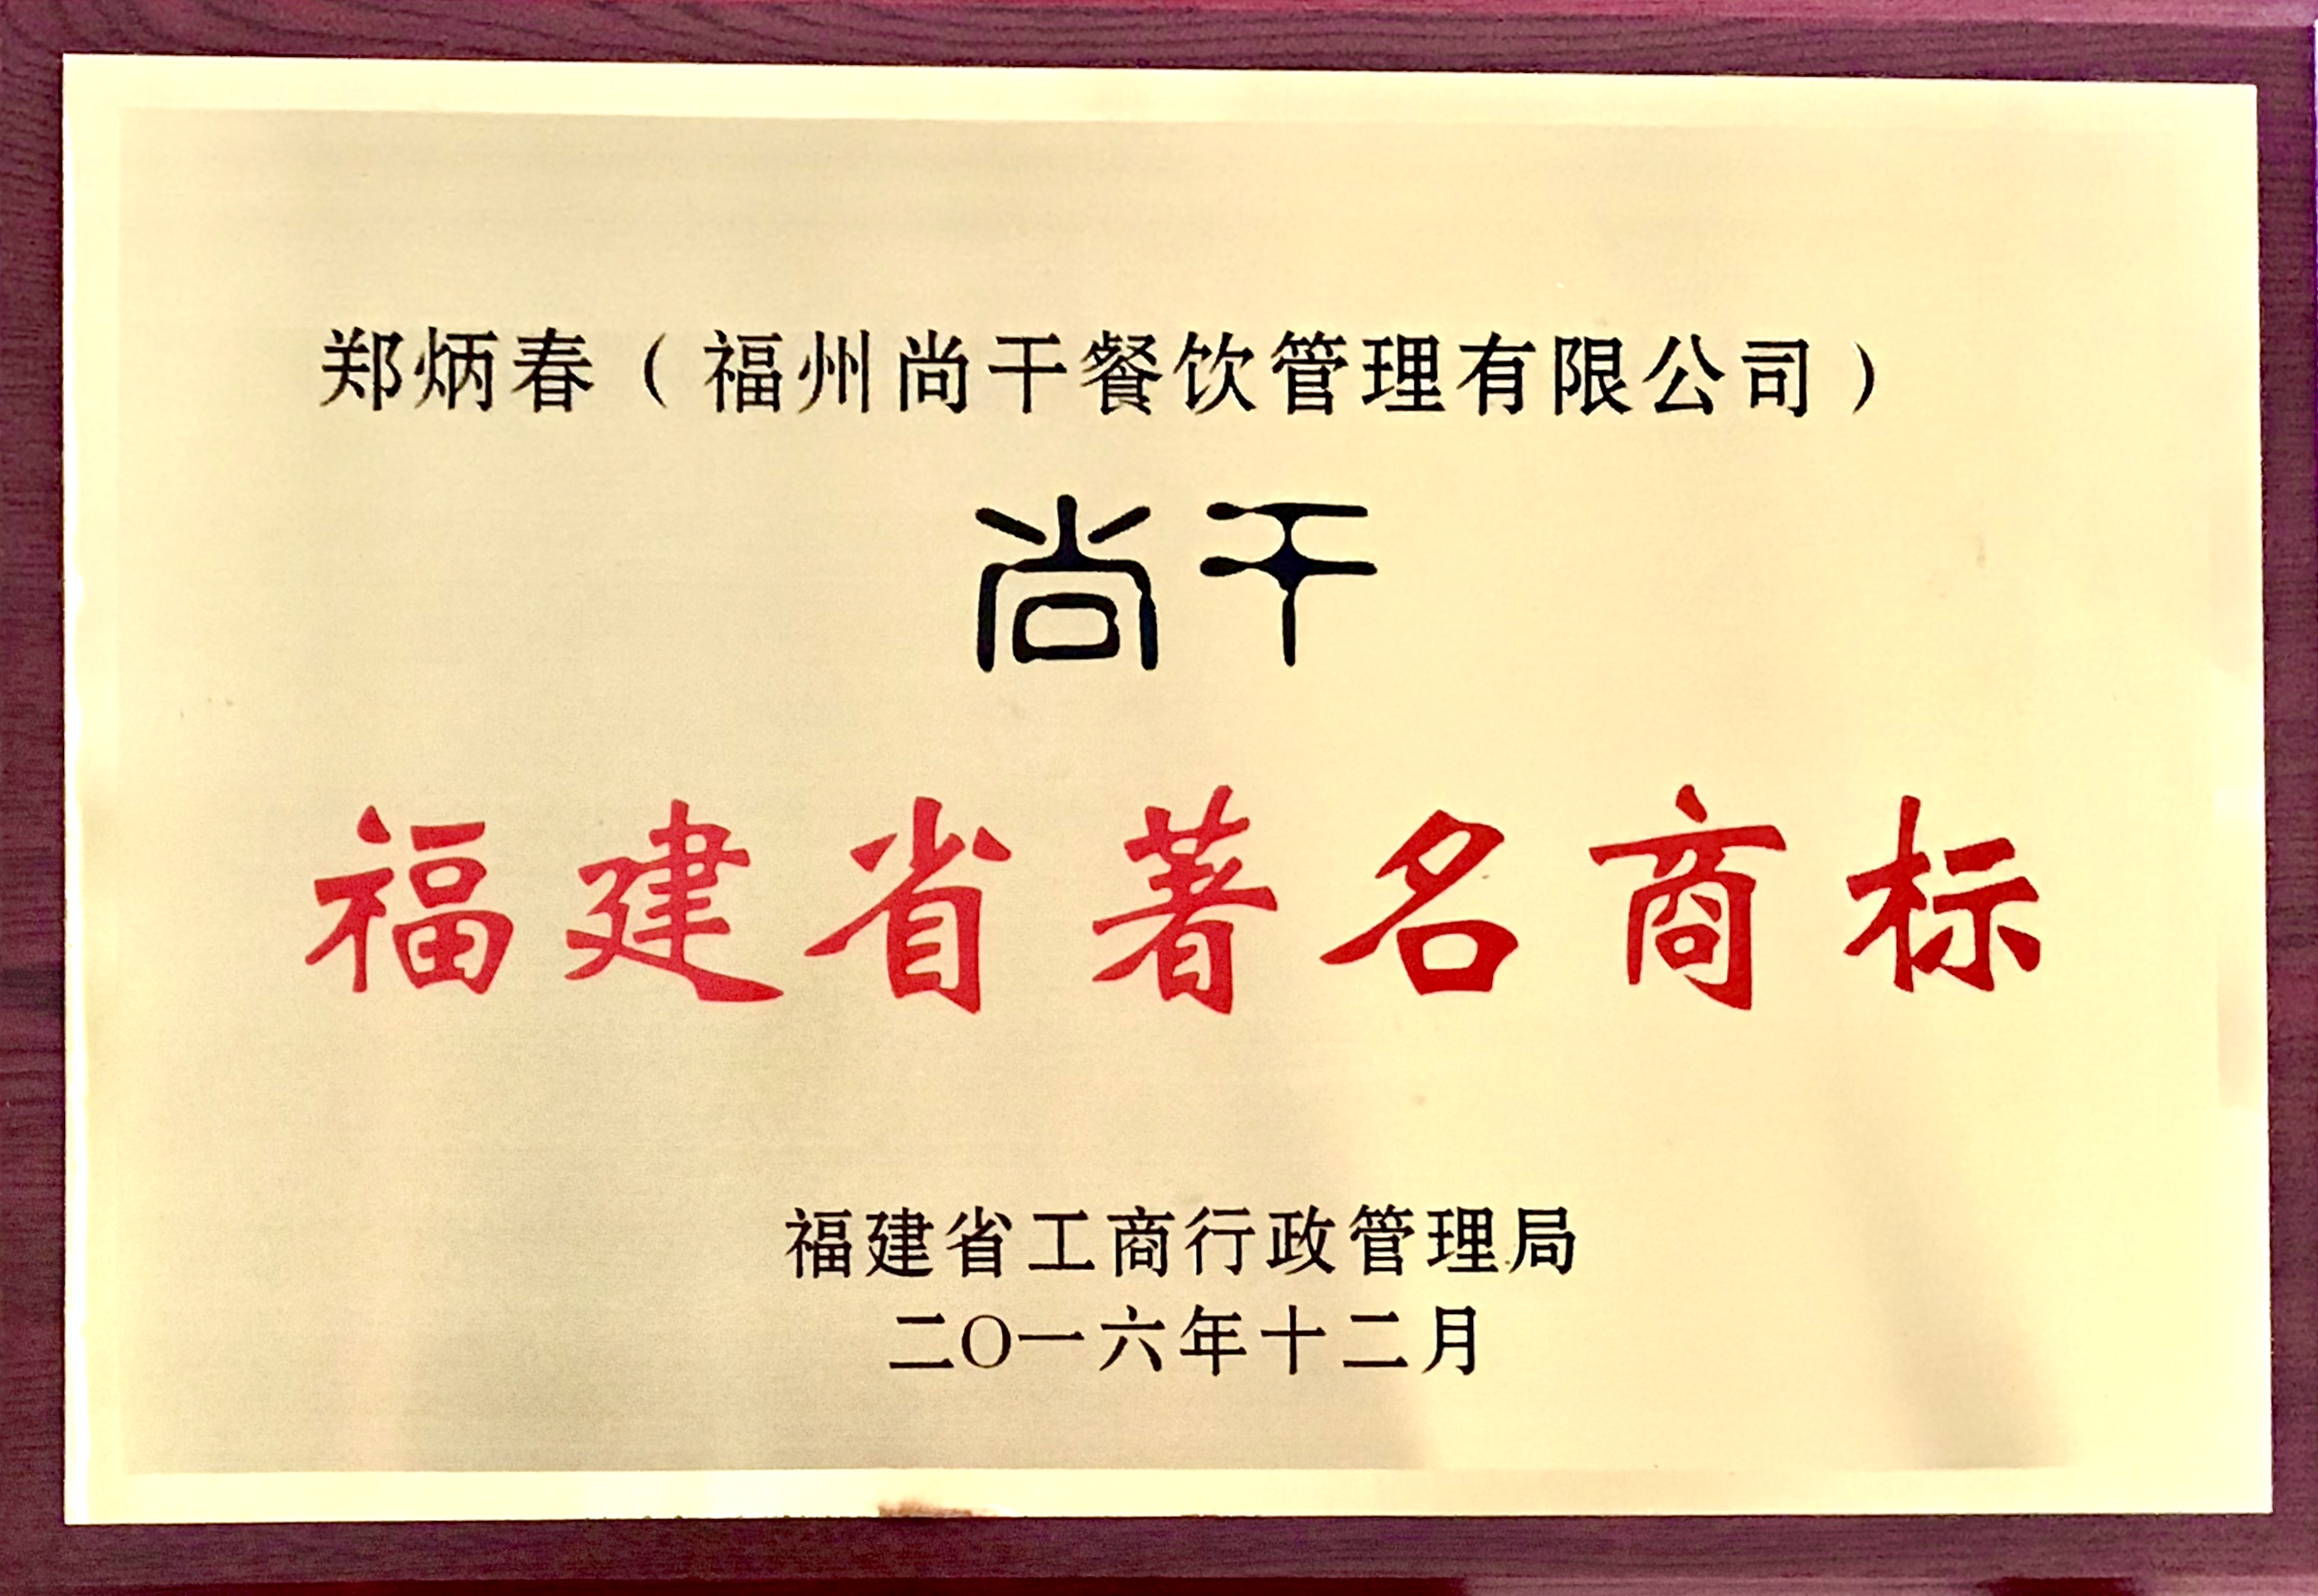 郑炳春（福州尚干餐饮管理有限公司）
尚干
福建省著名商标
福建省工商行政管理局
二〇一六年十二月